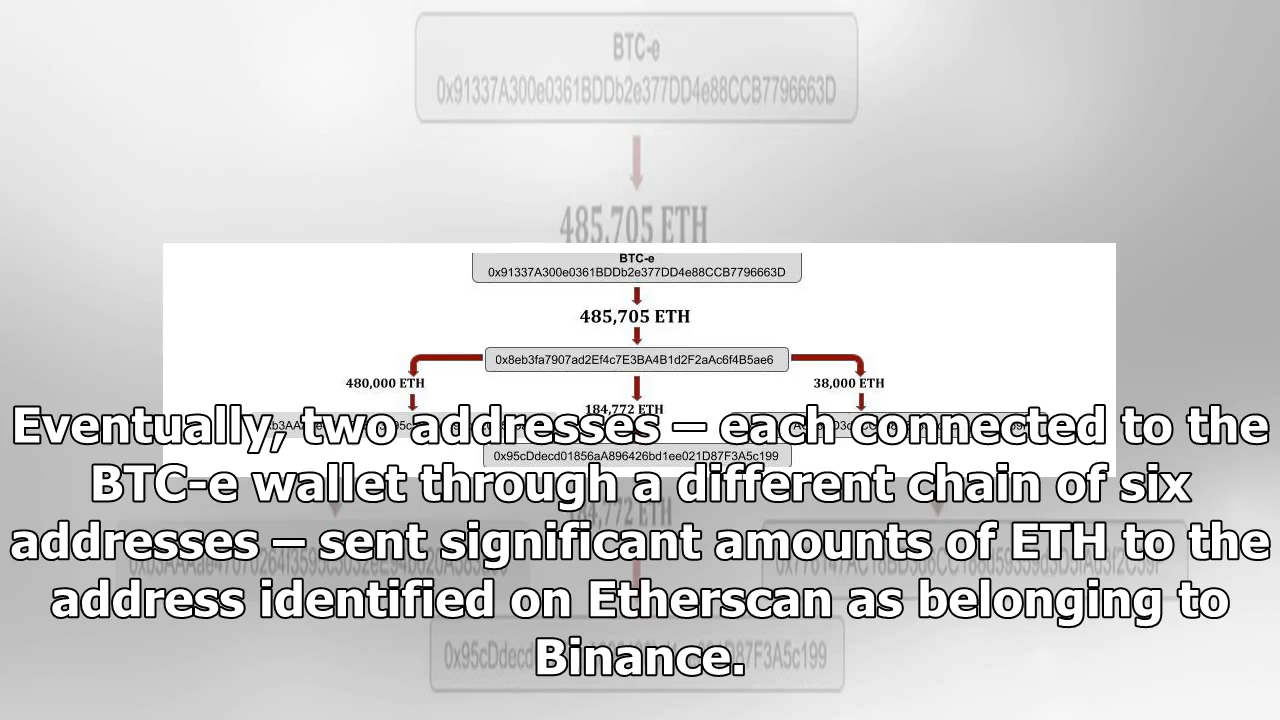 BTC-e
0x91337A300e0361BDDb2e377DD4e88CCB7796663D
485,705 ETH
BTC-e
0x91337A300e0361BDDb2e377DD4e88CCB7796663D
485,705 ETH
0x8eb3fa7907ad2Ef4c7E3BA4B1d2F2aAc6f4B5ae6
480,000 ETH
184,772 ETH
38,000 ETH
0x95cDdecd01856aA896426bd1ee021D87F3A5c199
Eventually, two addresses — each connected to the
BTC-e wallet through a different chain of six
addresses — sent significant amounts of ETH to the
address identified on Etherscan as belonging to
Binance.